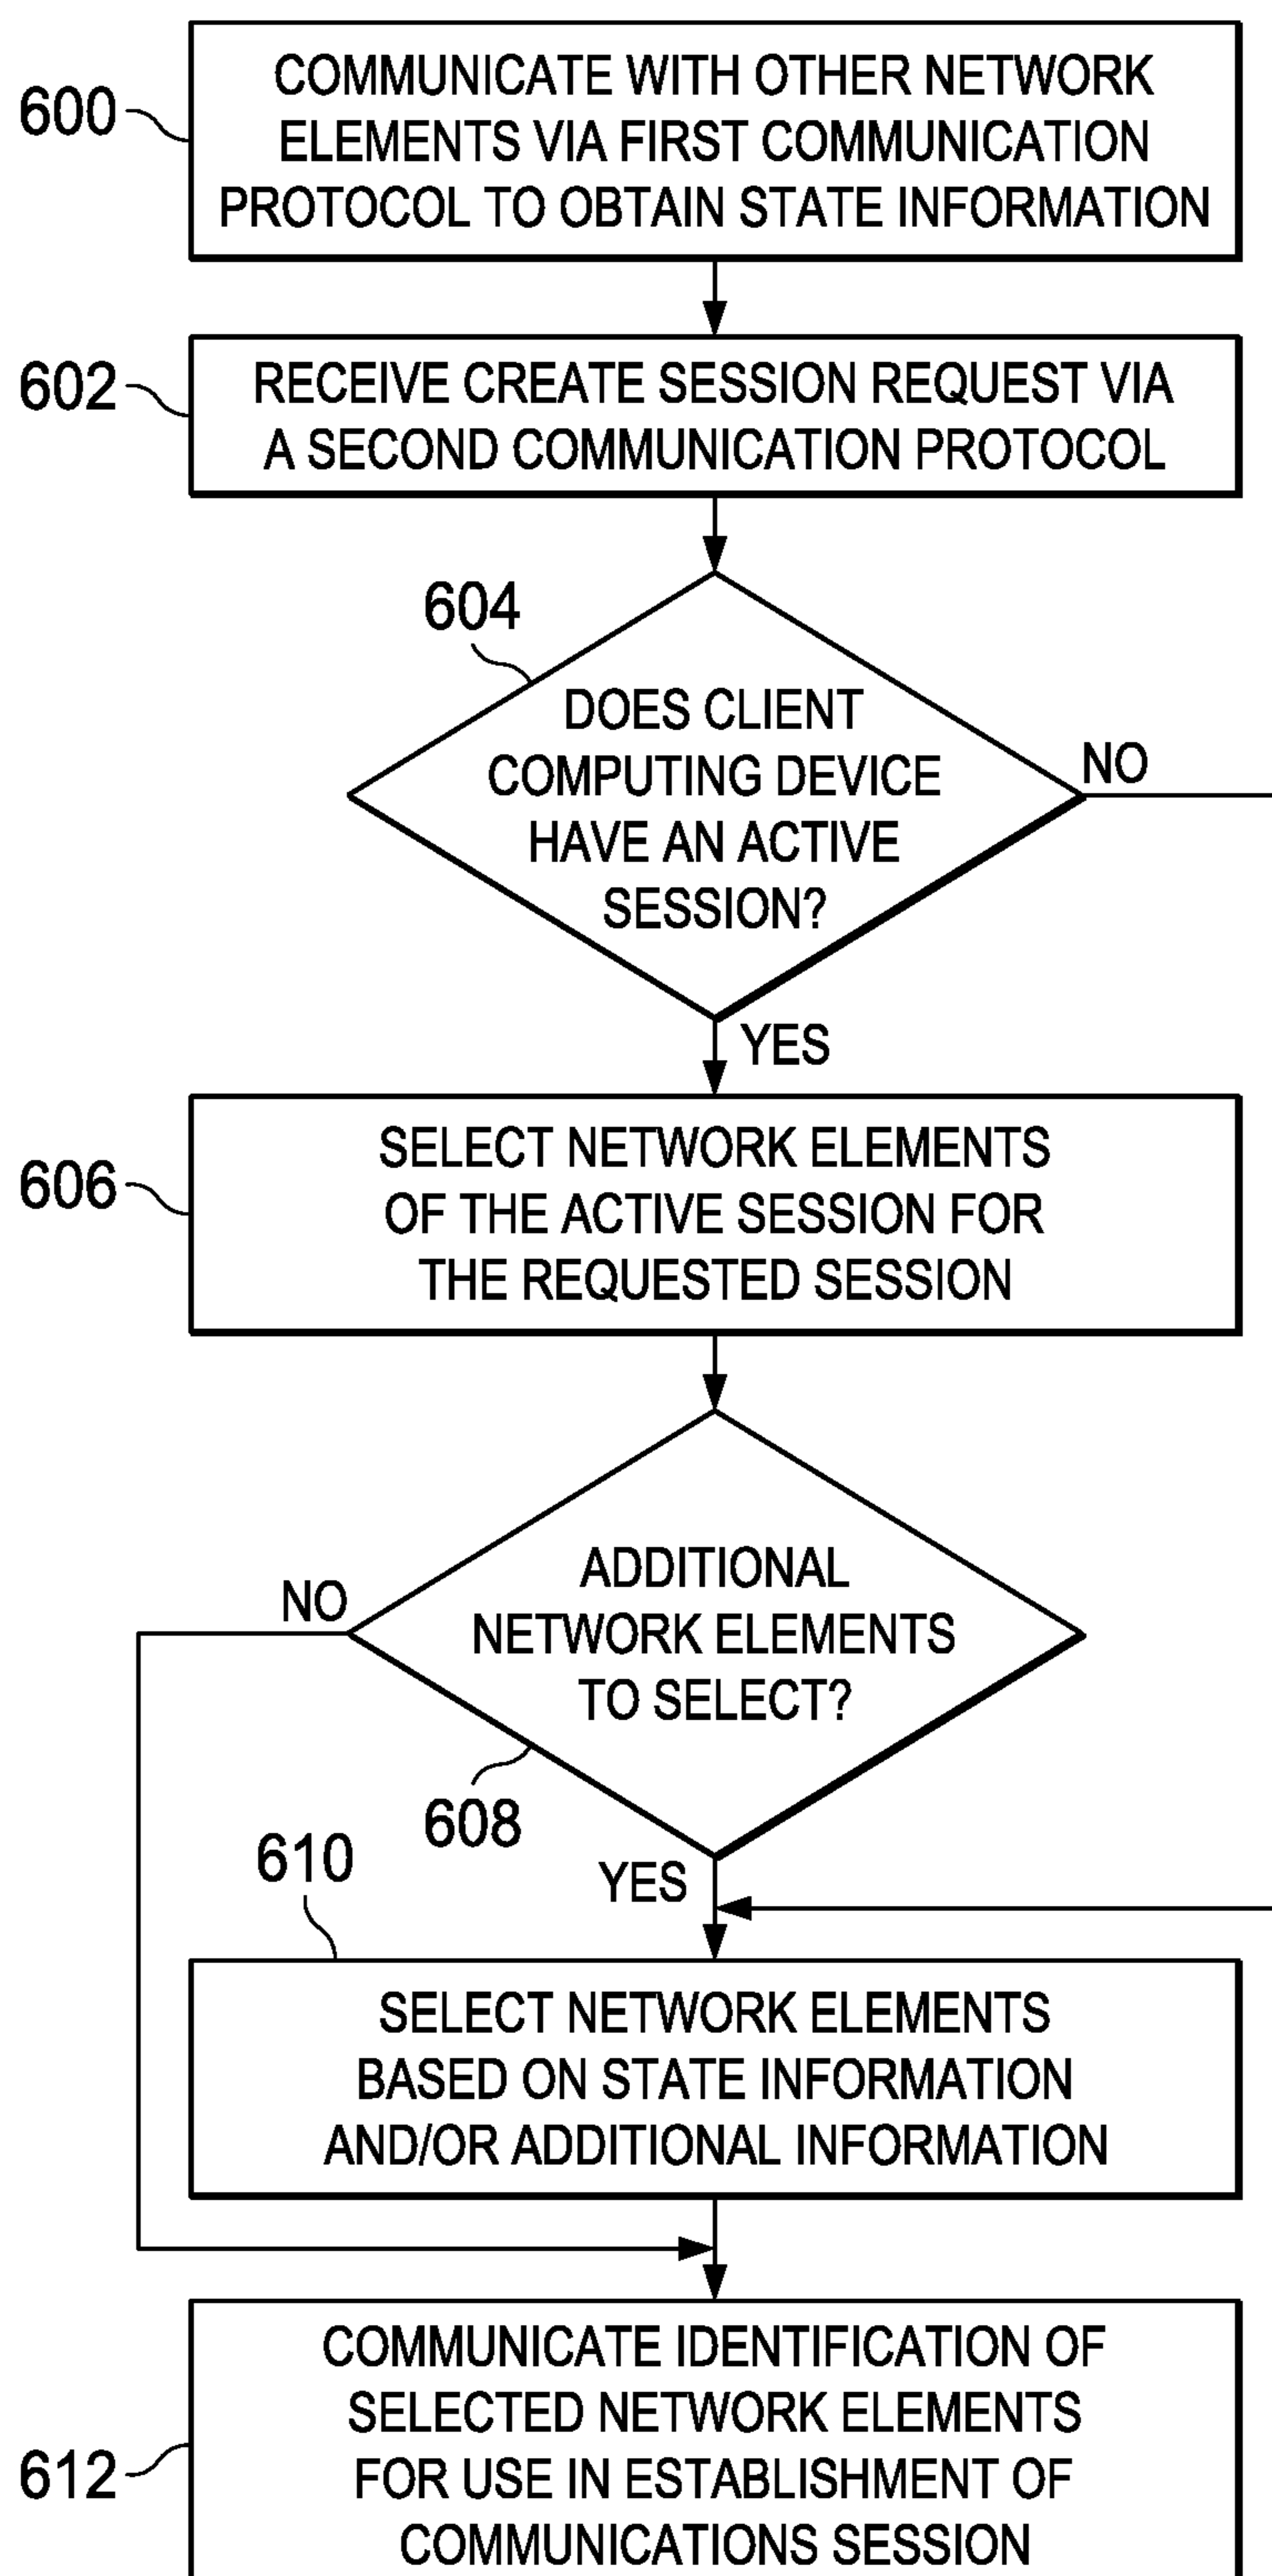 600
COMMUNICATE WITH OTHER NETWORK
ELEMENTS VIA FIRST COMMUNICATION
PROTOCOL TO OBTAIN STATE INFORMATION
602
RECEIVE CREATE SESSION REQUEST VIA
A SECOND COMMUNICATION PROTOCOL
604
DOES CLIENT
COMPUTING DEVICE
HAVE AN ACTIVE
SESSION?
NO
YES
606
SELECT NETWORK ELEMENTS
OF THE ACTIVE SESSION FOR
THE REQUESTED SESSION
ADDITIONAL
NETWORK ELEMENTS
TO SELECT?
NO
608
YES
610
SELECT NETWORK ELEMENTS
BASED ON STATE INFORMATION
AND/OR ADDITIONAL INFORMATION
612
COMMUNICATE IDENTIFICATION OF
SELECTED NETWORK ELEMENTS
FOR USE IN ESTABLISHMENT OF
COMMUNICATIONS SESSION